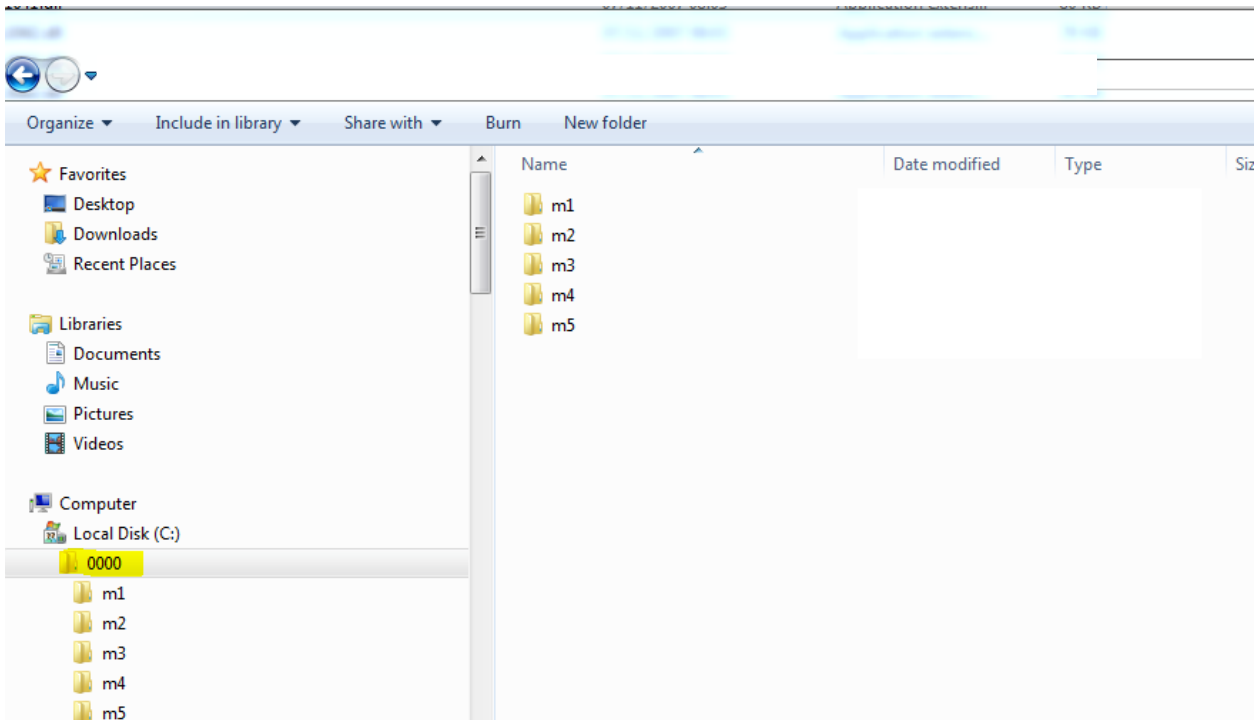 Organize Include in library Share with Burn New folder
Favorites
Desktop
Downloads
Recent Places
Libraries
Documents
Music
Pictures
Videos
Computer
Local Disk (C:)
0000
m1
m2
m3
m4
m5
Name Date modified Type Siz
m1
m2
m3
m4
m5